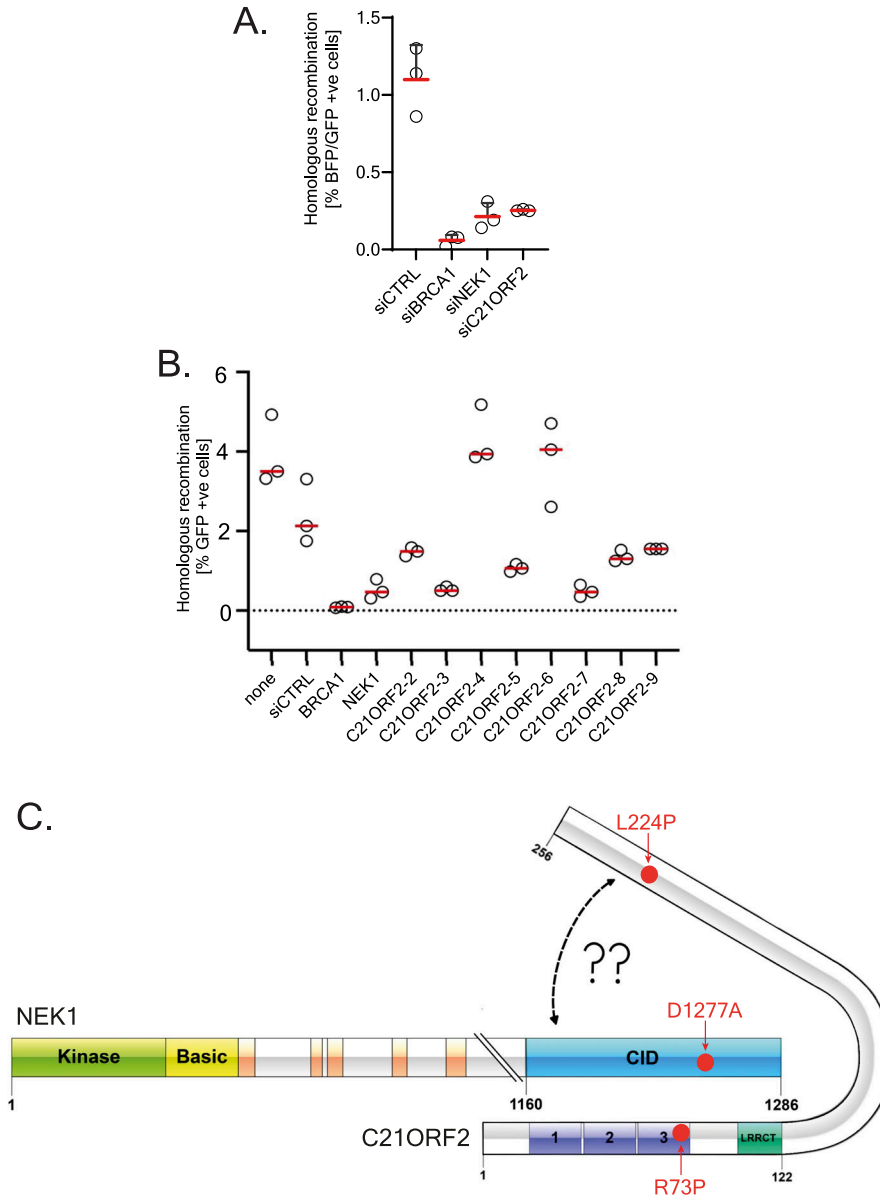 A.
Homologous recombination
[% BFP/GFP +ve cells]
1.5
1.0
0.5
0.0
siCTRL
siBRCA1
siNEK1
siC21ORF2
B.
Homologous recombination
[% GFP +ve cells]
6
4
2
0
none
siCTRL
BRCA1
NEK1
C21ORF2-2
C21ORF2-3
C21ORF2-4
C21ORF2-5
C21ORF2-6
C21ORF2-7
C21ORF2-8
C21ORF2-9
C.
L224P
256
??
NEK1
D1277A
Kinase Basic CID
1 1160 1286
C21ORF2
1 2 3 LRRCT
1 122
R73P